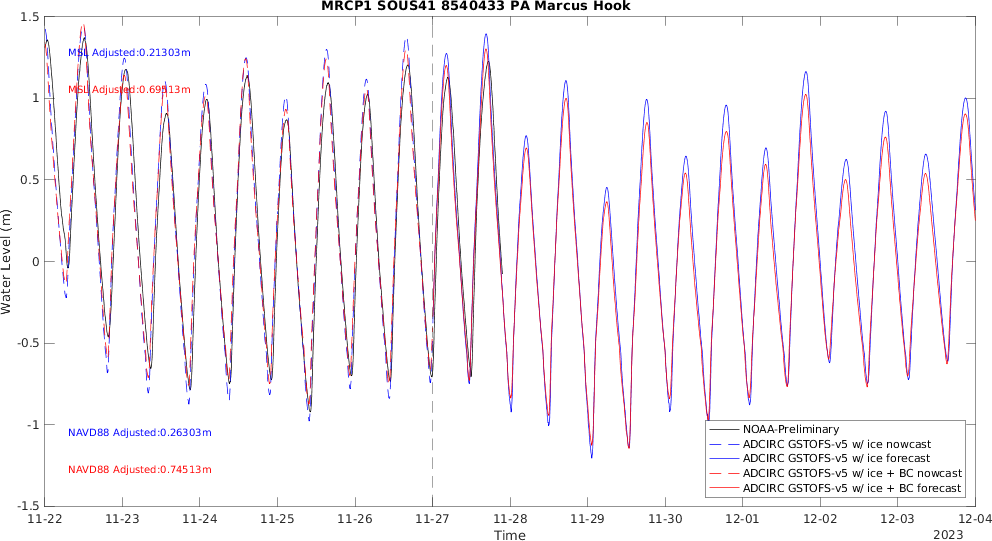 MRCP1 SOUS41 8540433 PA Marcus Hook
1.5
1
0.5
0
-0.5
-1
-1.5
Water Level (m)
MSL Adjusted:0.21303m
MSL Adjusted:0.69513m
NAVD88 Adjusted:0.26303m
NAVD88 Adjusted:0.74513m
NOAA-Preliminary
ADCIRC GSTOFS-v5 w/ ice nowcast
ADCIRC GSTOFS-v5 w/ ice forecast
ADCIRC GSTOFS-v5 w/ ice + BC nowcast
ADCIRC GSTOFS-v5 w/ ice + BC forecast
11-22 11-23 11-24 11-25 11-26 11-27 11-28 11-29 11-30 12-01 12-02 12-03 12-04
Time
2023